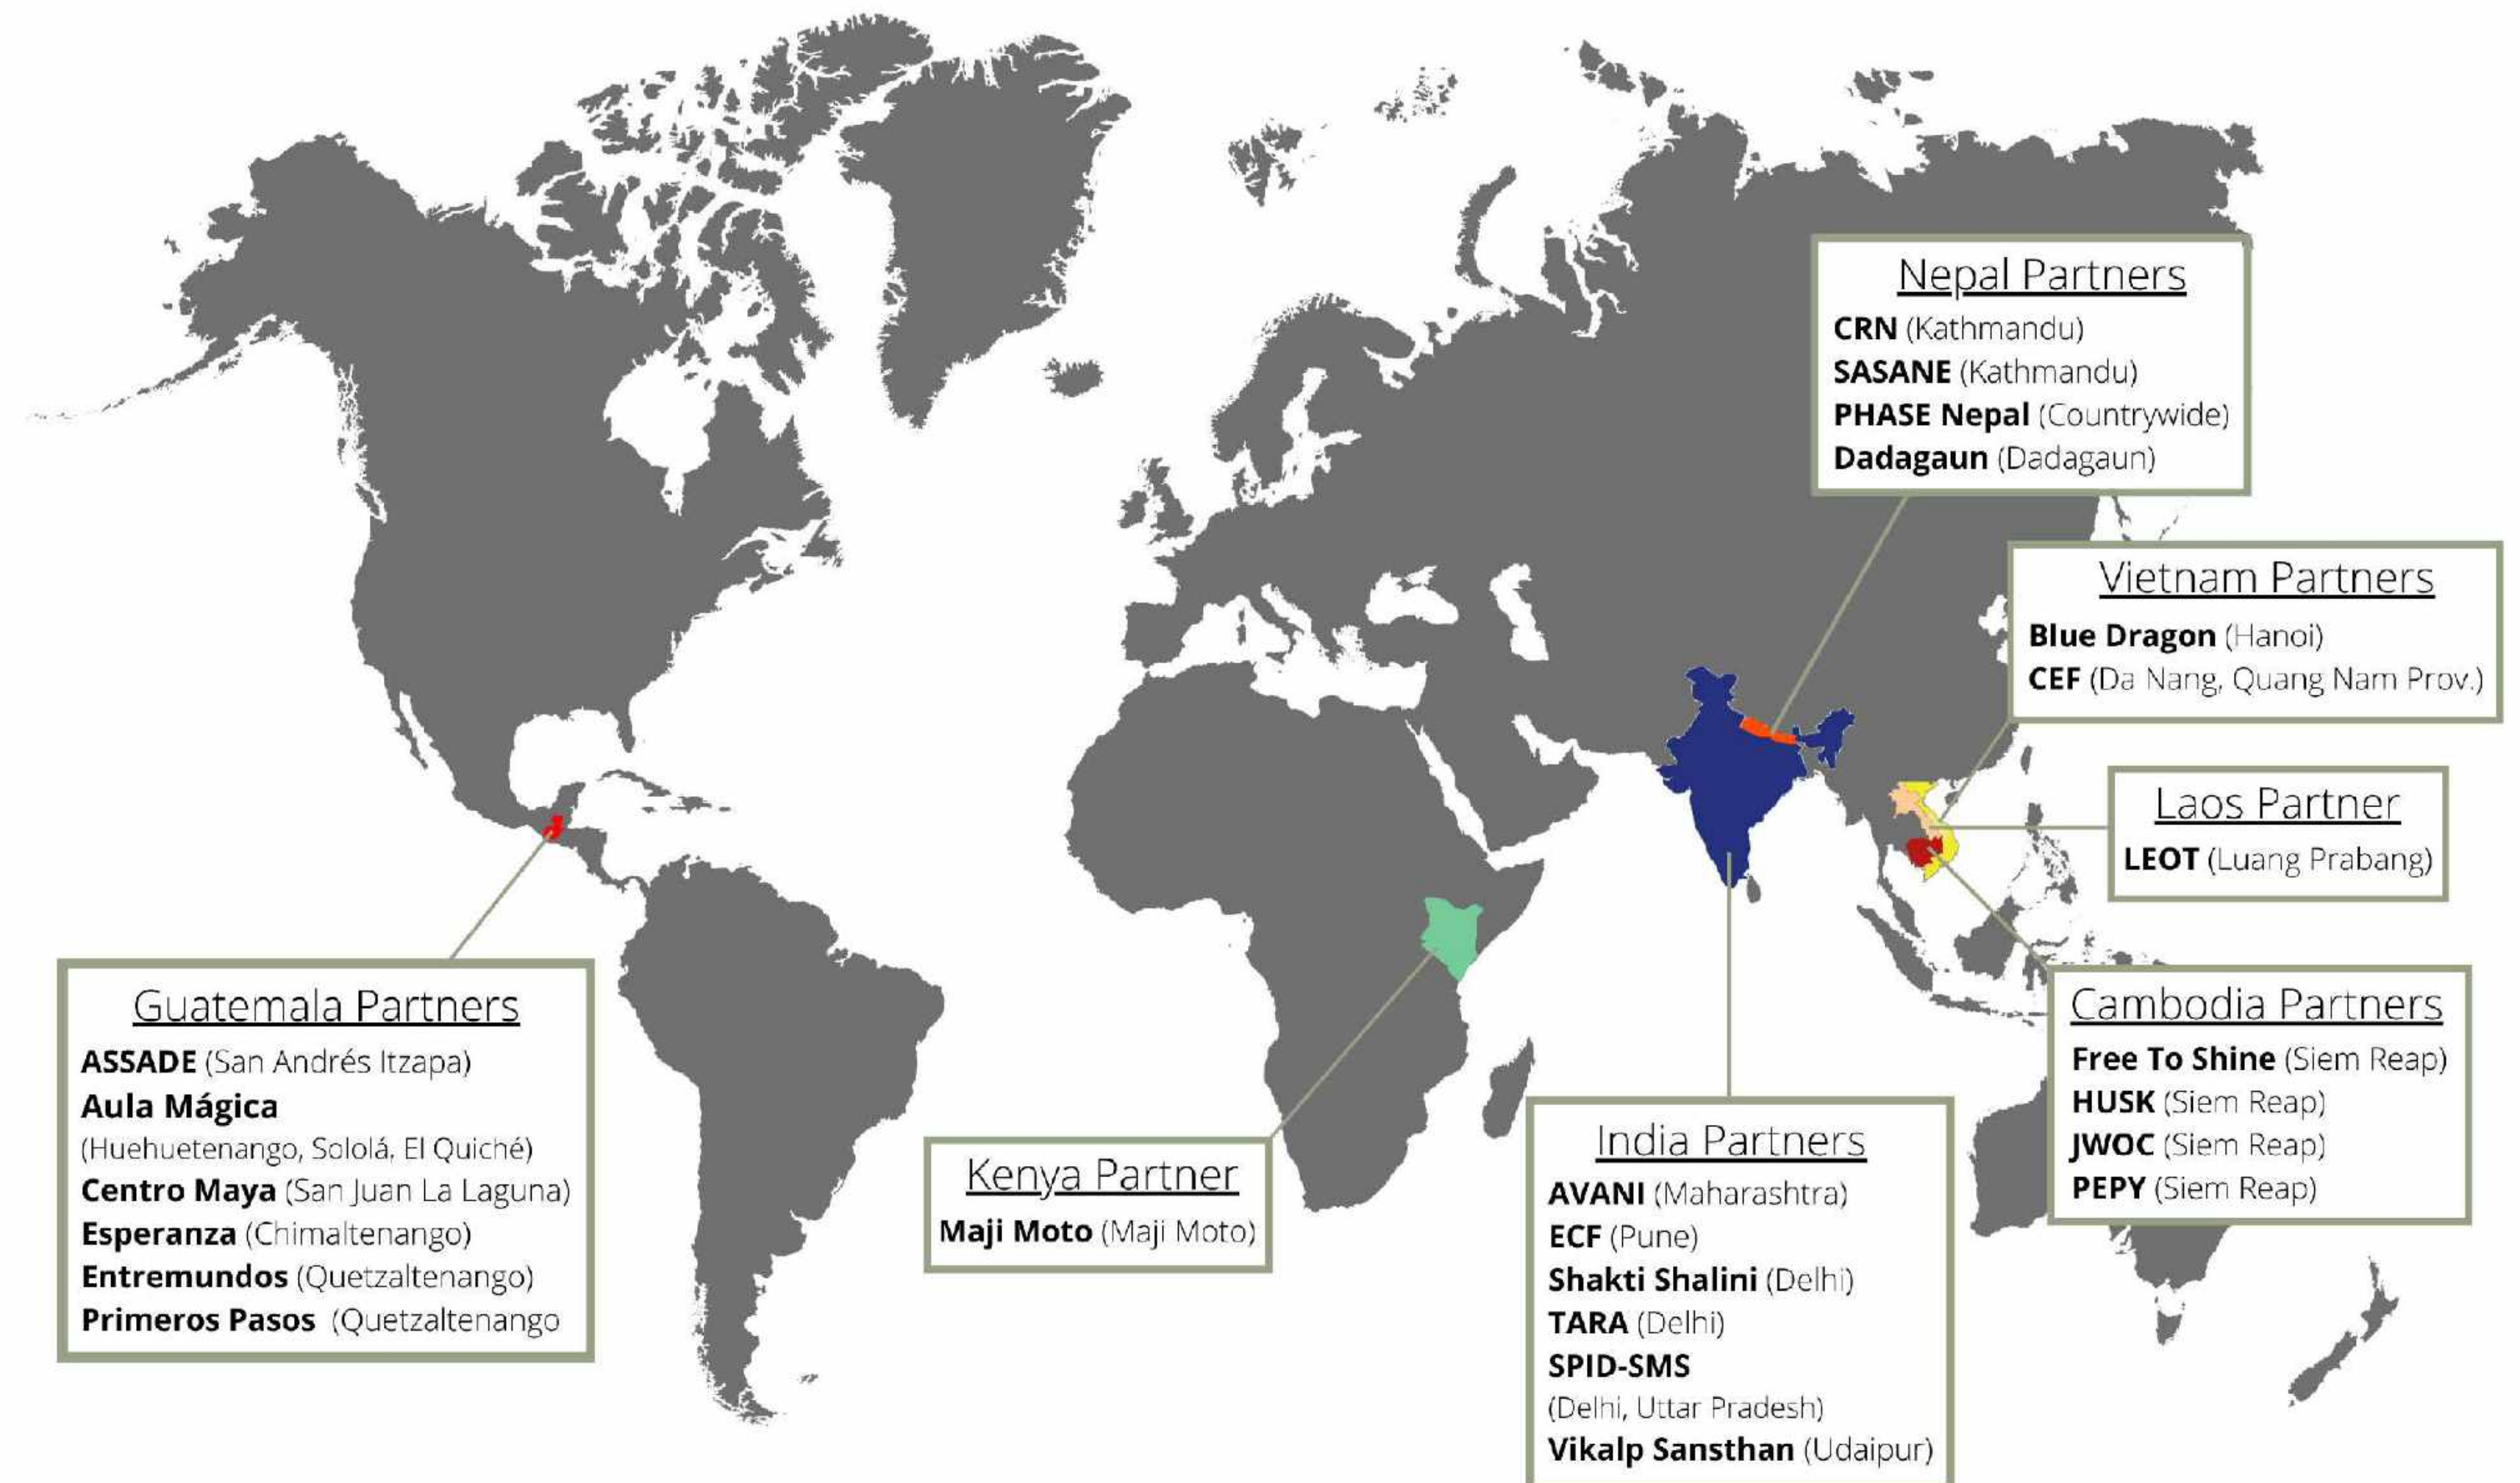 Nepal Partners
CRN (Kathmandu)
SASANE (Kathmandu)
PHASE Nepal (Countrywide)
Dadagaun (Dadagaun)
Vietnam Partners
Blue Dragon (Hanoi)
CEF (Da Nang, Quang Nam Prov.)
Laos Partner
LEOT (Luang Prabang)
Guatemala Partners
ASSADE (San Andrés Itzapa)
Aula Mágica
(Huehuetenango, Sololá, El Quiché)
Centro Maya (San Juan La Laguna)
Esperanza (Chimaltenango)
Entremundos (Quetzaltenango)
Primeros Pasos (Quetzaltenango
Kenya Partner
Maji Moto (Maji Moto)
India Partners
AVANI (Maharashtra)
ECF (Pune)
Shakti Shalini (Delhi)
TARA (Delhi)
SPID-SMS
(Delhi, Uttar Pradesh)
Vikalp Sansthan (Udaipur)
Cambodia Partners
Free To Shine (Siem Reap)
HUSK (Siem Reap)
JWOC (Siem Reap)
PEPY (Siem Reap)